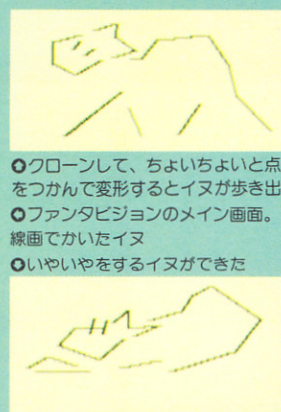 クローンして、ちょいちょいと点
をつかんで変形するとイヌが歩き出
ファンタビジョンのメイン画面。
線画でかいたイヌ
いやいやをするイヌができた